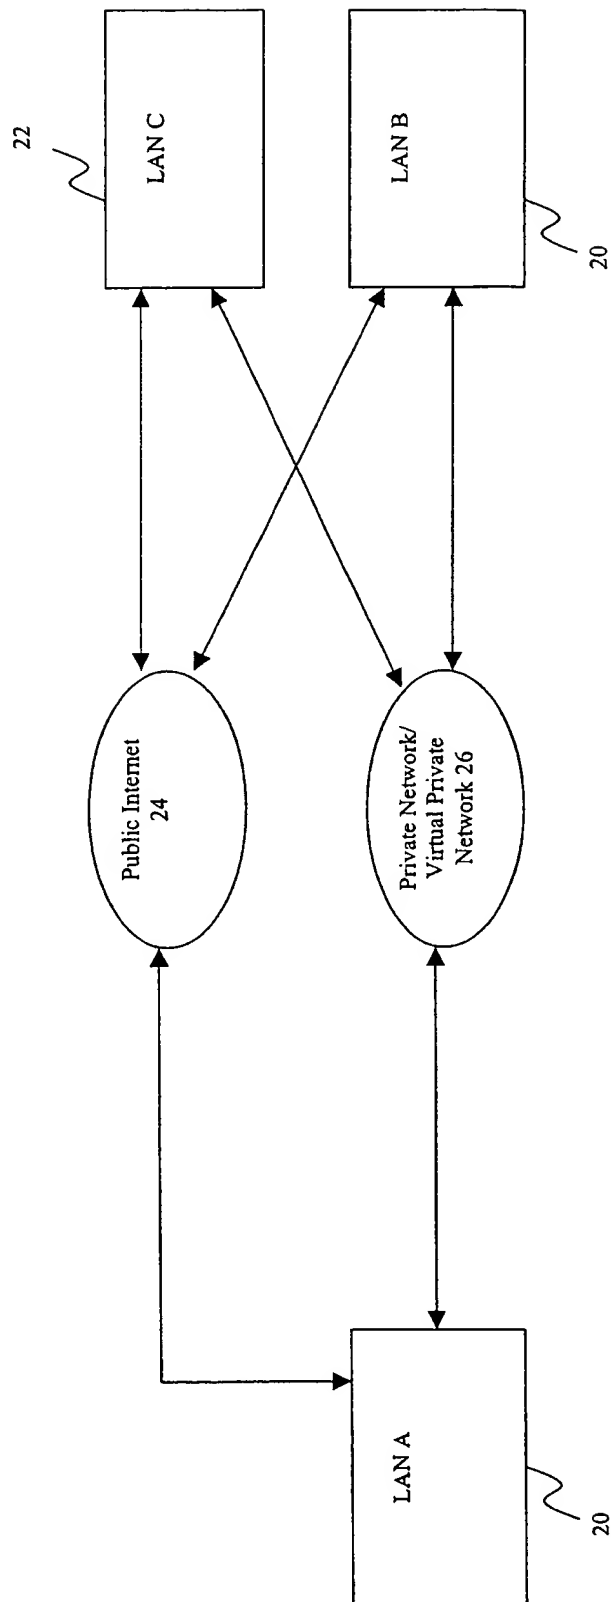 22
LAN C
LAN B
20
Public Internet
24
Private Network/
Virtual Private
Network 26
LAN A
20